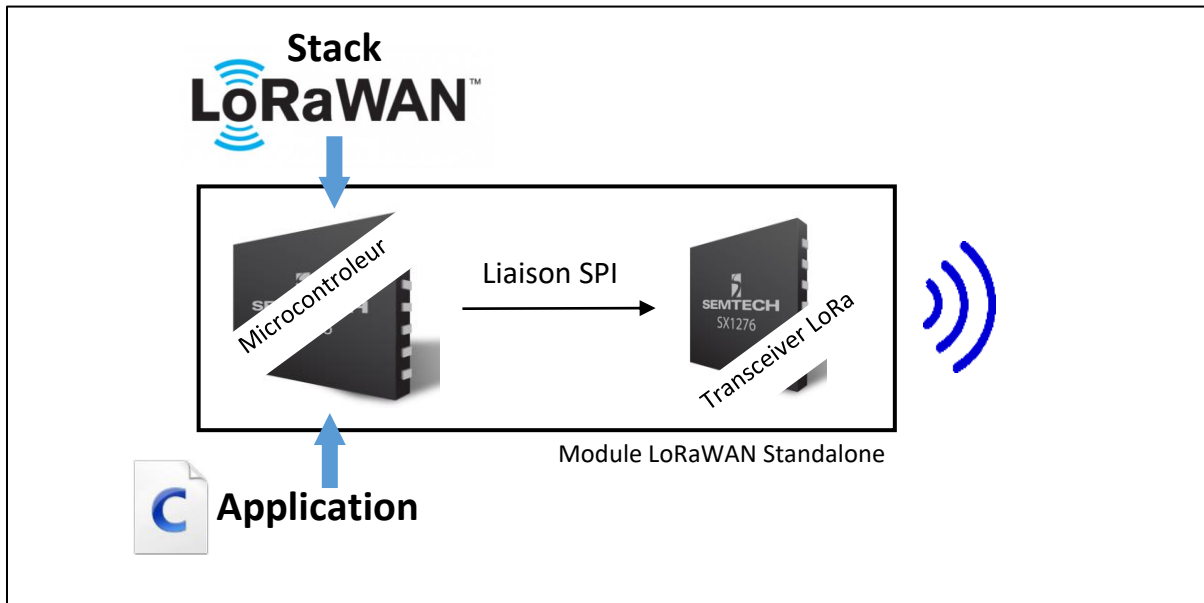 Stack
LoRaWAN™
Microcontroleur
Liaison SPI
SEMTECH
SX1276
Transceiver LoRa
Module LoRaWAN Standalone
C
Application